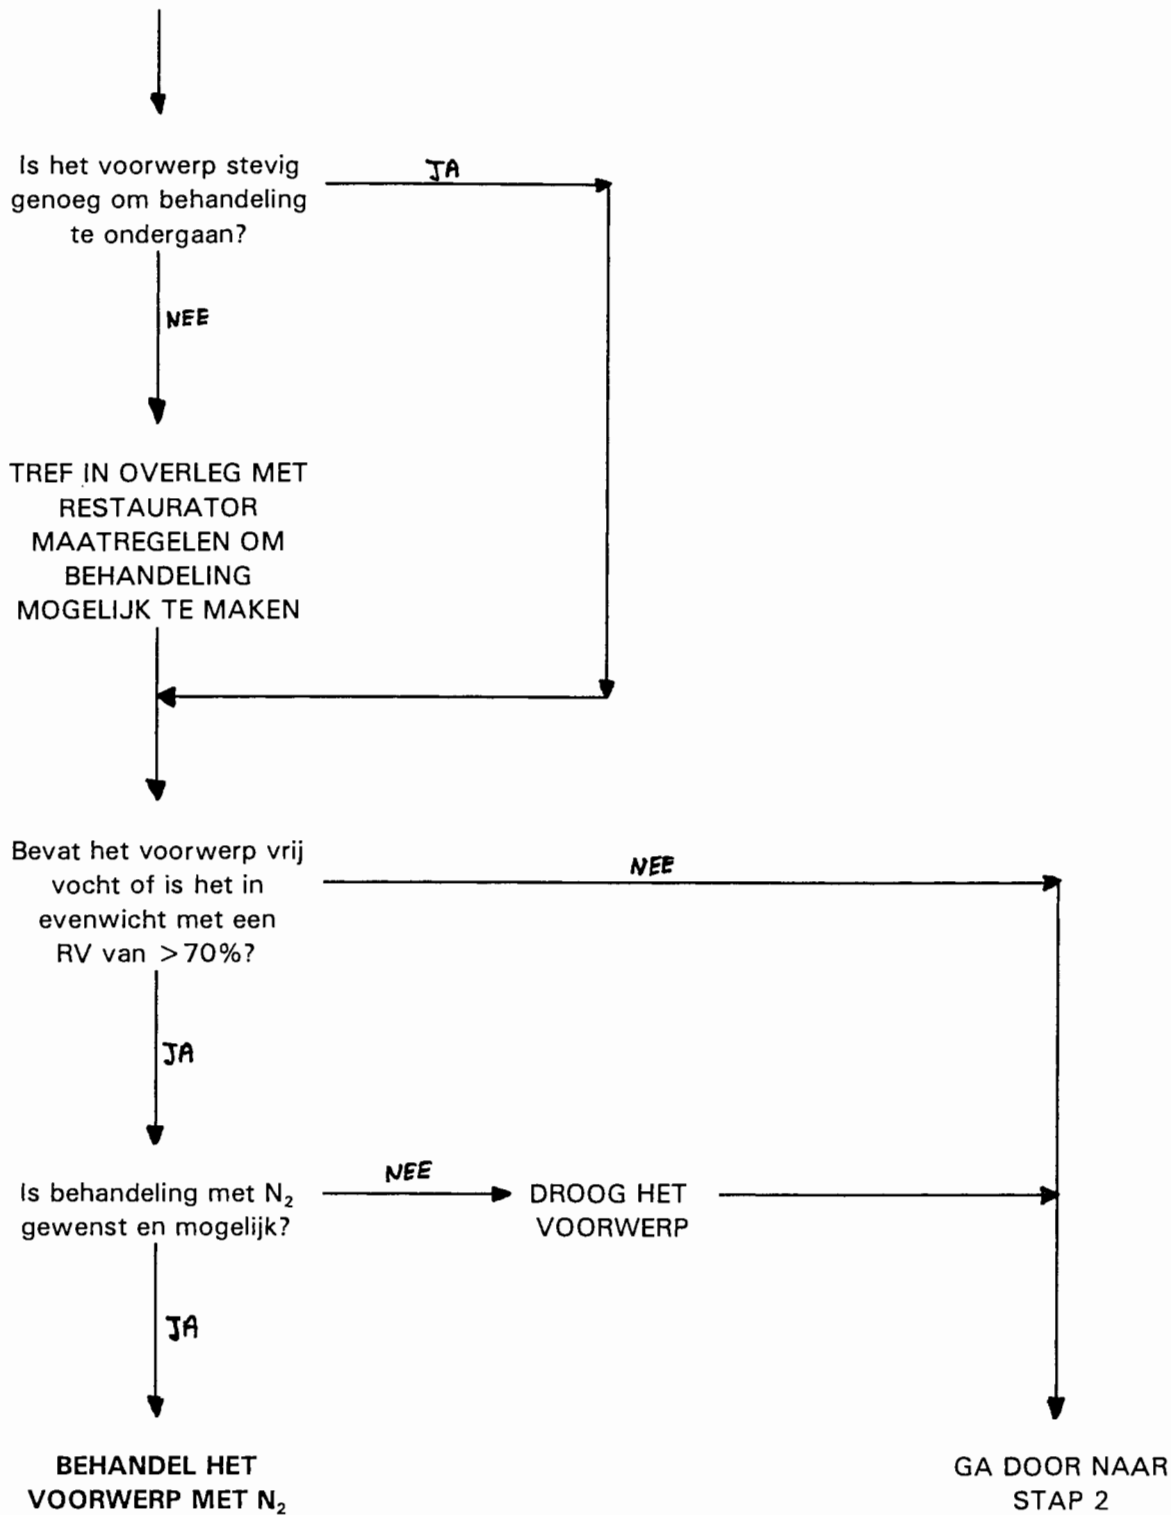 Is het voorwerp stevig
genoeg om behandeling
te ondergaan?
JA
NEE
TREF IN OVERLEG MET
RESTAURATOR
MAATREGELEN OM
BEHANDELING
MOGELIJK TE MAKEN
Bevat het voorwerp vrij
vocht of is het in
evenwicht met een
RV van >70%?
NEE
JA
Is behandeling met N₂
gewenst en mogelijk?
NEE
DROOG HET
VOORWERP
JA
BEHANDEL HET
VOORWERP MET N₂
GA DOOR NAAR
STAP 2